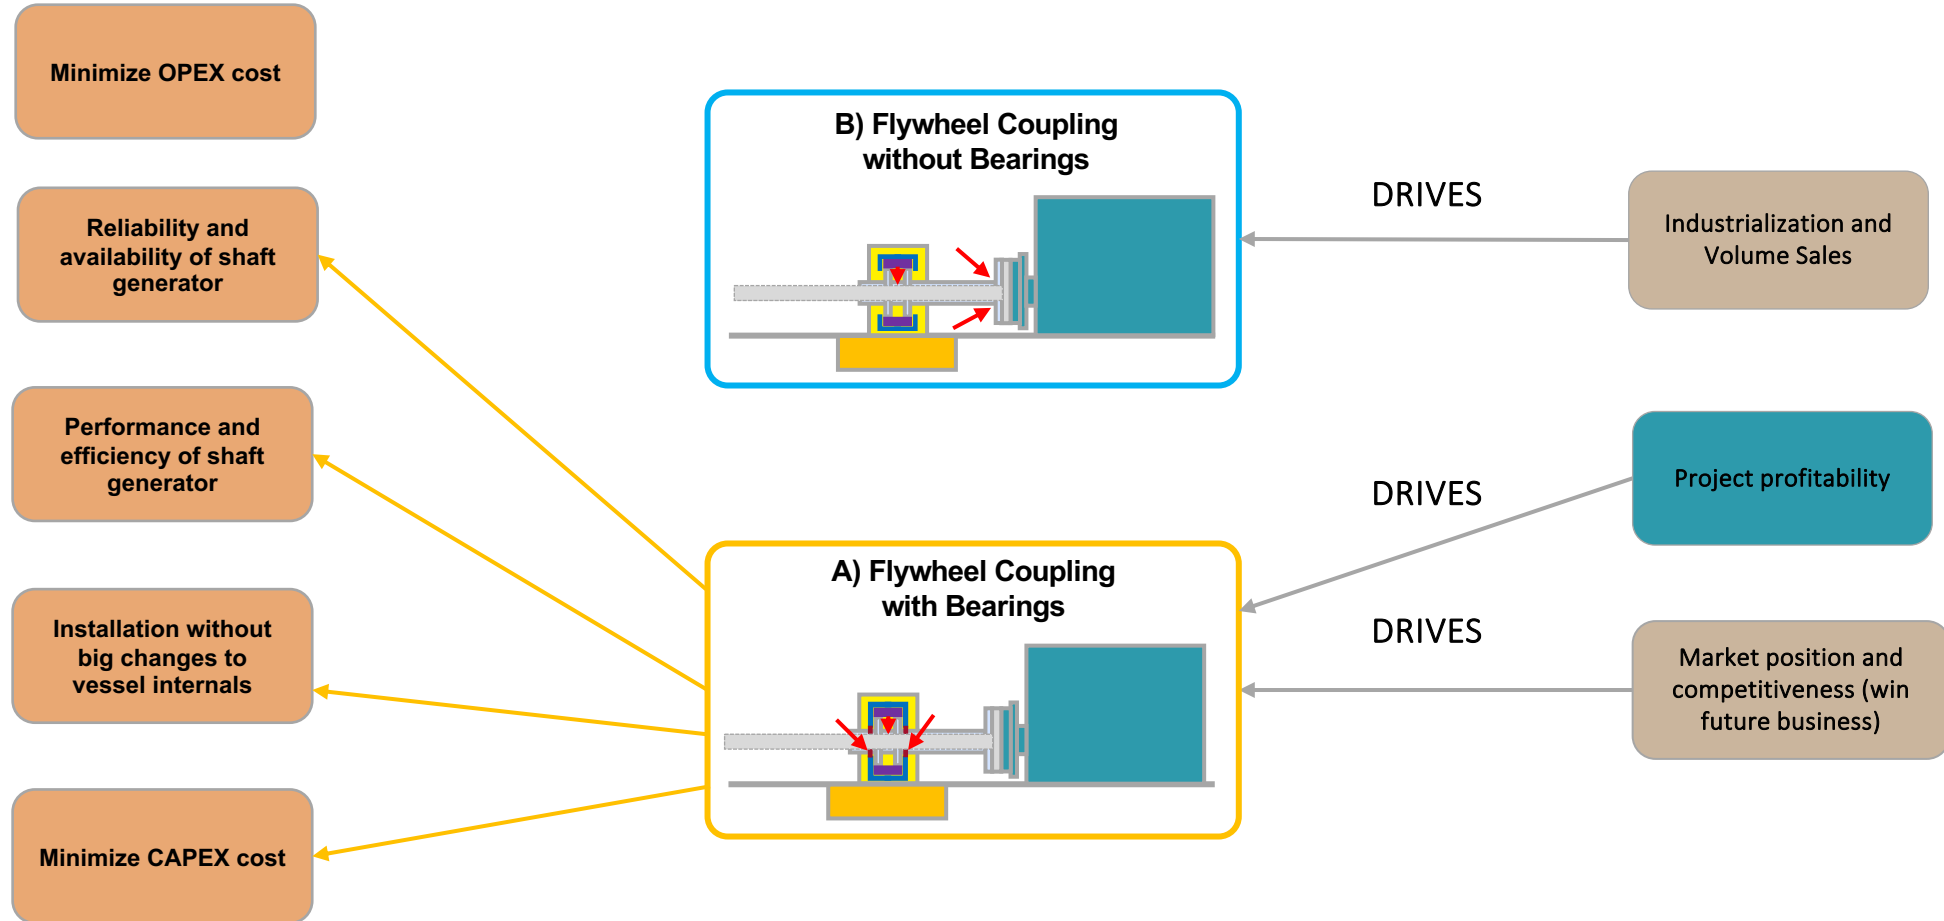 Minimize OPEX cost
Reliability and
availability of shaft
generator
Performance and
efficiency of shaft
generator
Installation without
big changes to
vessel internals
Minimize CAPEX cost
B) Flywheel Coupling
without Bearings
A) Flywheel Coupling
with Bearings
DRIVES
DRIVES
DRIVES
Industrialization and
Volume Sales
Project profitability
Market position and
competitiveness (win
future business)